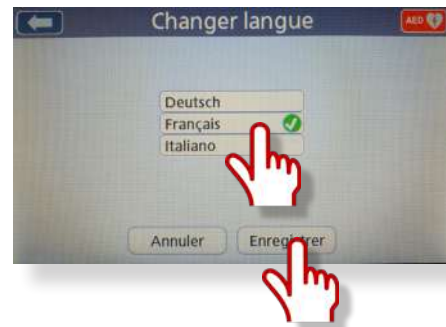 Changer langue
AED
Deutsch
Français
Italiano
Annuler
Enregistrer